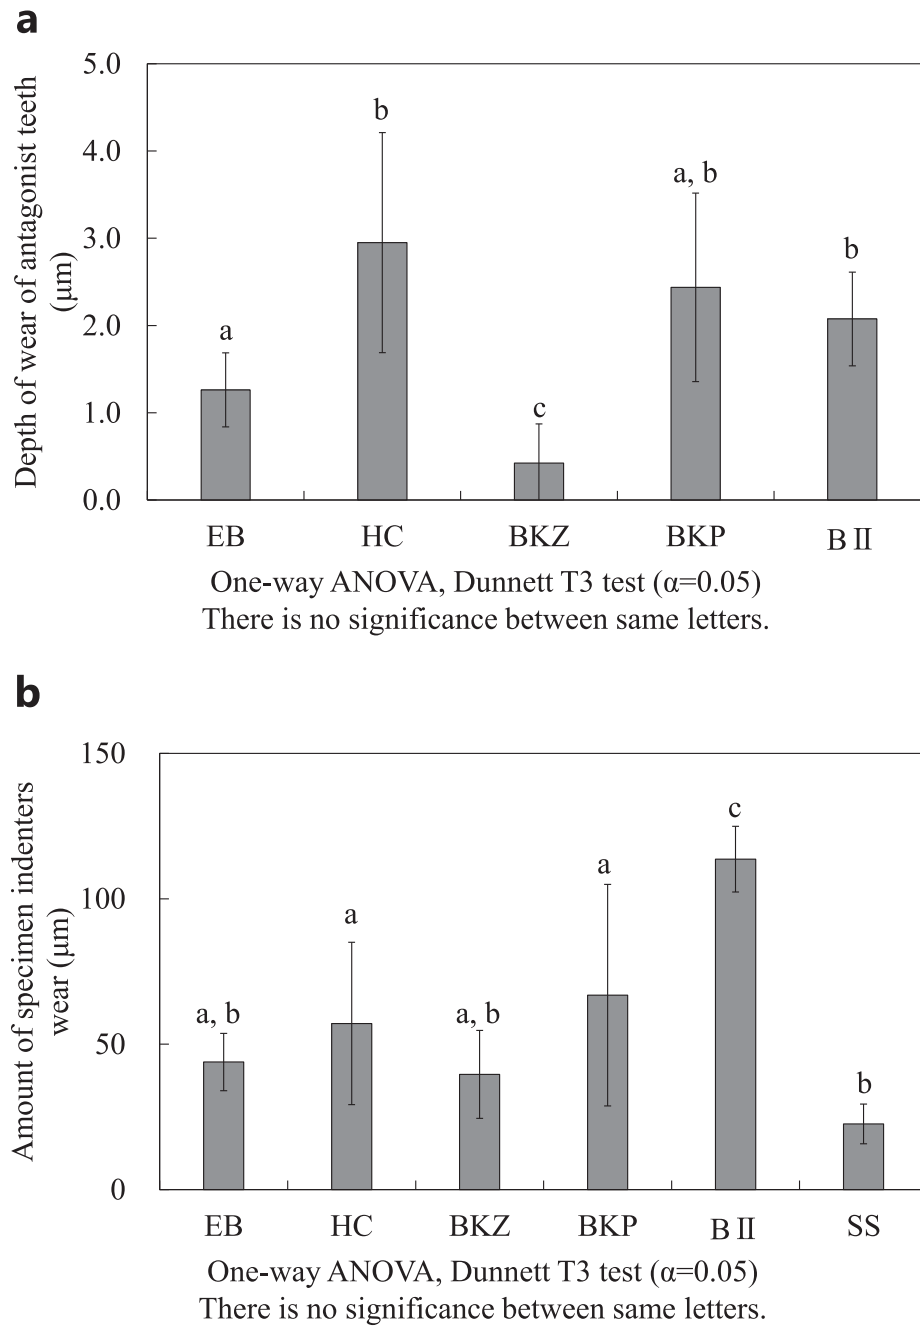 a
Depth of wear of antagonist teeth
(μm)
5.0
4.0
3.0
2.0
1.0
0.0
a
b
c
a, b
b
EB HC BKZ BKP B II
One-way ANOVA, Dunnett T3 test (α=0.05)
There is no significance between same letters.
b
Amount of specimen indenters
wear (μm)
150
100
50
0
a, b
a
a, b
a
c
b
EB HC BKZ BKP B II SS
One-way ANOVA, Dunnett T3 test (α=0.05)
There is no significance between same letters.